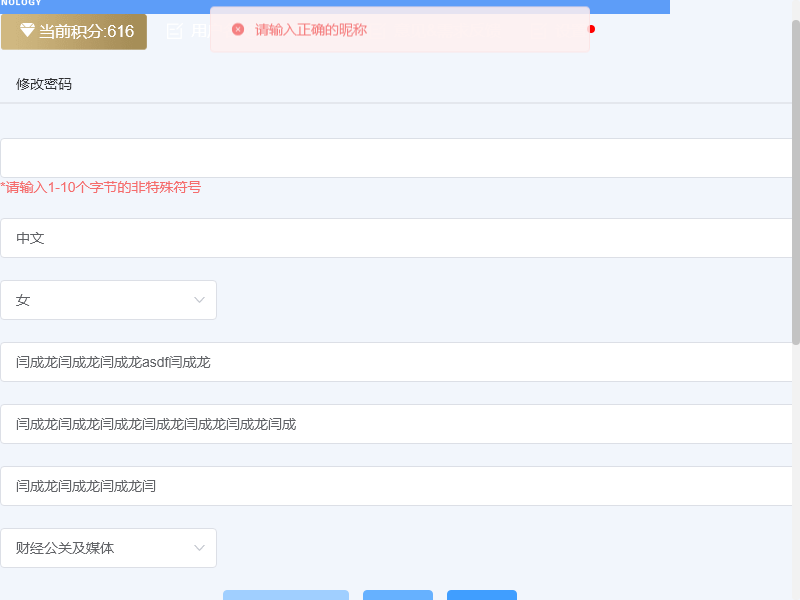 NOLOGY
当前积分:616
用
请输入正确的昵称
修改密码
*请输入1-10个字节的非特殊符号
中文
女
闫成龙闫成龙闫成龙asdf闫成龙
闫成龙闫成龙闫成龙闫成龙闫成龙闫成龙闫成
闫成龙闫成龙闫成龙闫
财经公关及媒体